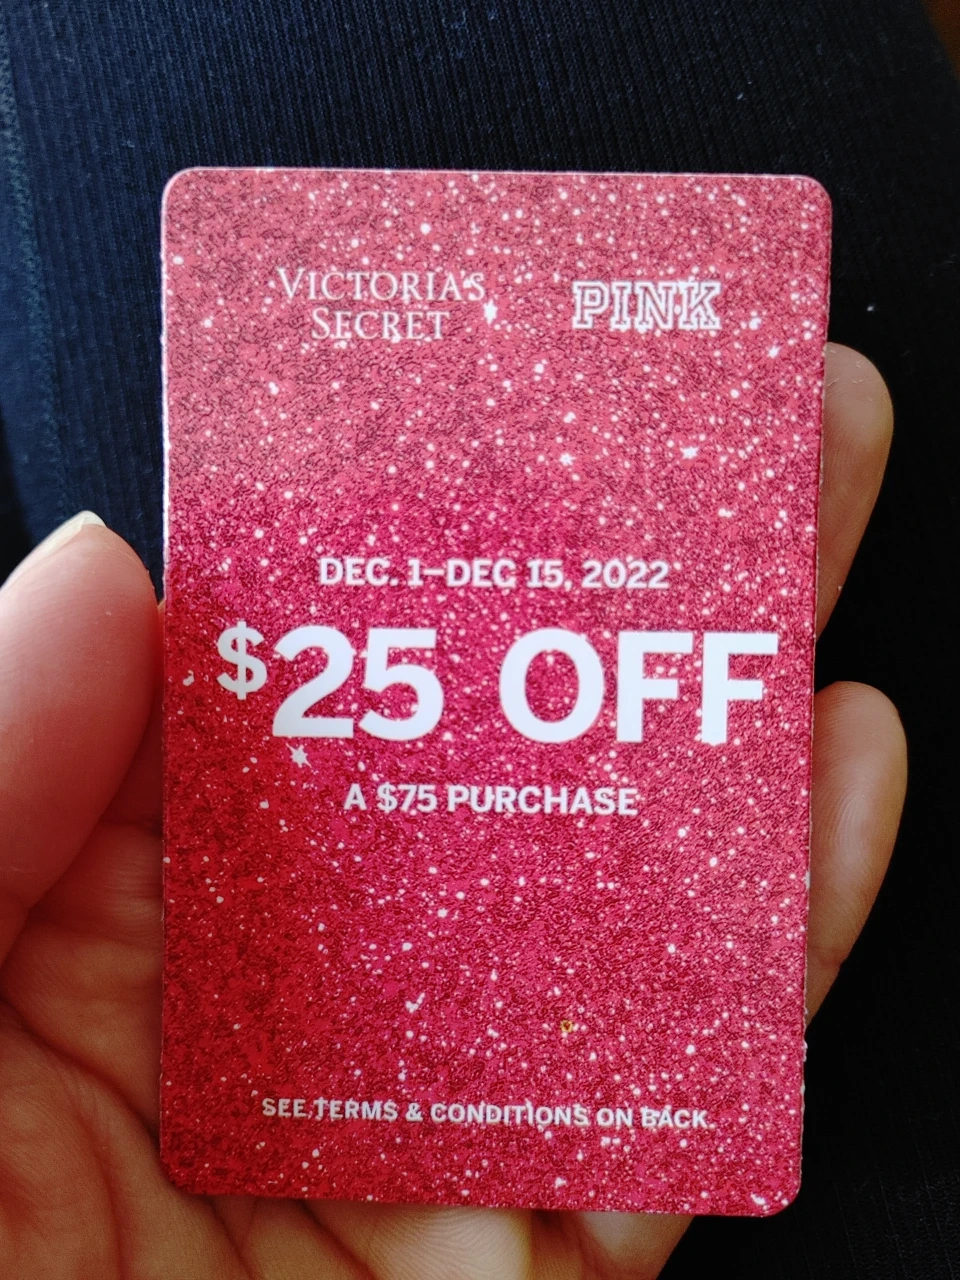 VICTORIA'S
SECRET
PINK
DEC. 1–DEC 15, 2022
$25 OFF
A $75 PURCHASE
SEE TERMS & CONDITIONS ON BACK.